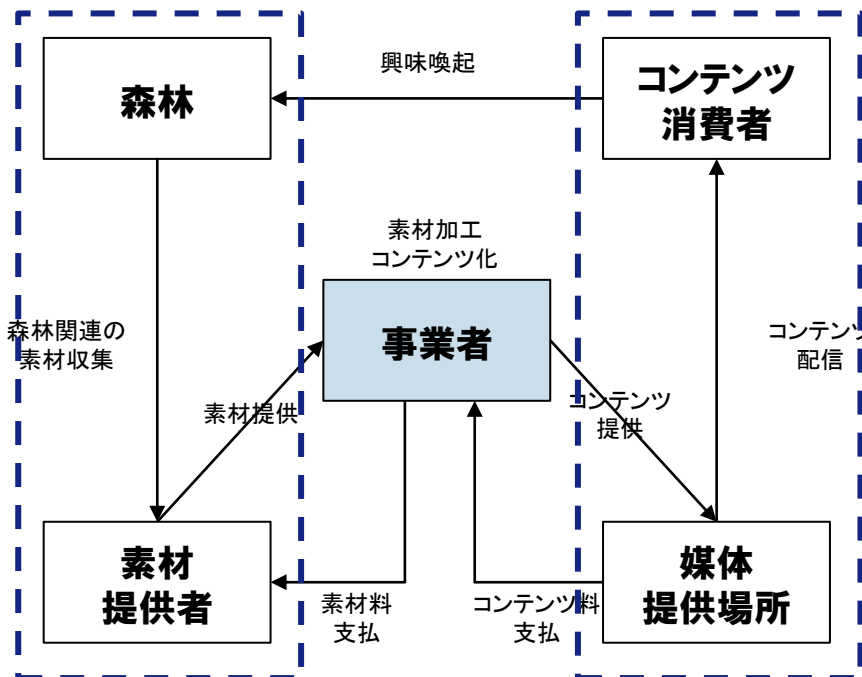 興味喚起
森林
コンテンツ
消費者
素材加工
コンテンツ化
事業者
森林関連の
素材収集
コンテンツ
配信
素材提供
コンテンツ
提供
素材
提供者
素材料
支払
コンテンツ料
支払
媒体
提供場所